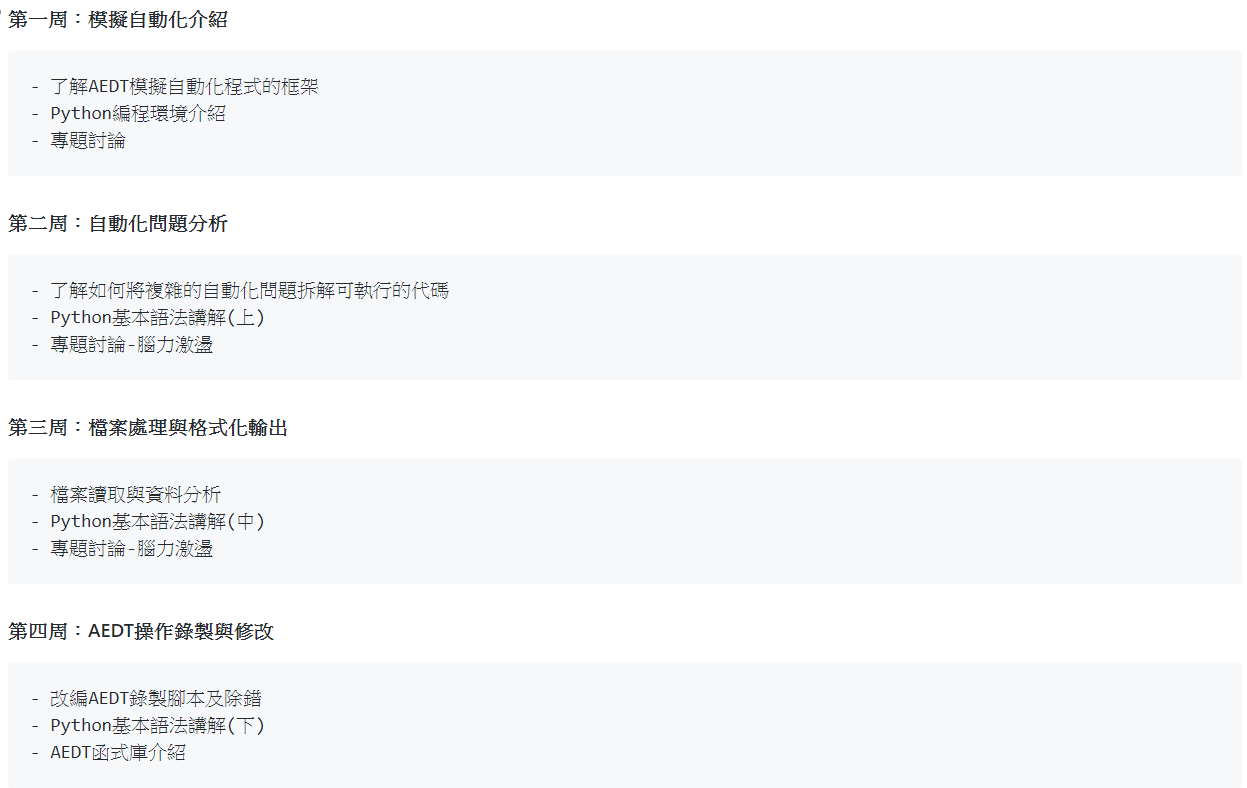 第一周：模擬自動化介紹
- 了解AEDT模擬自動化程式的框架
- Python編程環境介紹
- 專題討論
第二周：自動化問題分析
- 了解如何將複雜的自動化問題拆解可執行的代碼
- Python基本語法講解(上)
- 專題討論-腦力激盪
第三周：檔案處理與格式化輸出
- 檔案讀取與資料分析
- Python基本語法講解(中)
- 專題討論-腦力激盪
第四周：AEDT操作錄製與修改
- 改編AEDT錄製腳本及除錯
- Python基本語法講解(下)
- AEDT函式庫介紹